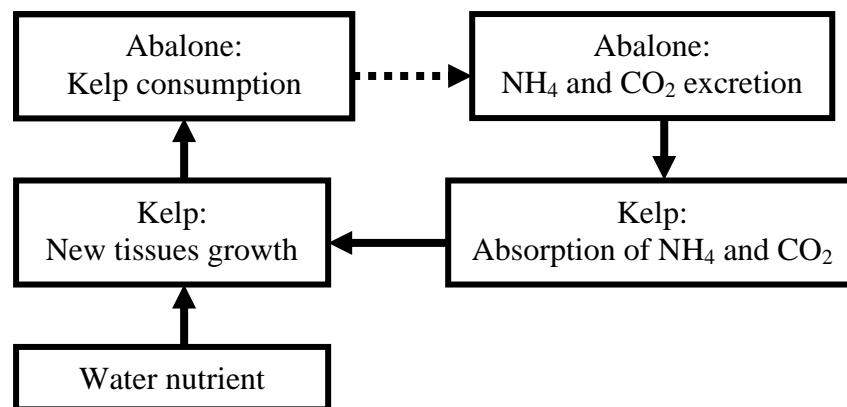 Abalone:
Kelp consumption
Abalone:
NH₄ and CO₂ excretion
Kelp:
New tissues growth
Kelp:
Absorption of NH₄ and CO₂
Water nutrient